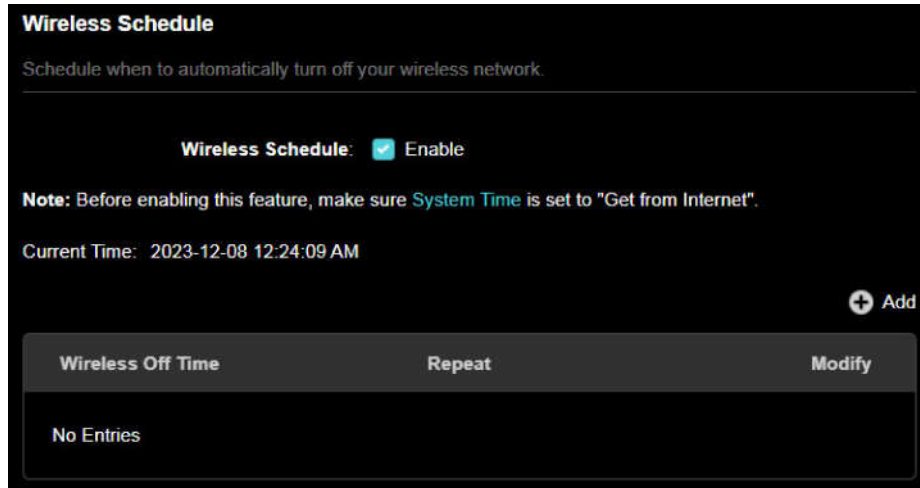 Wireless Schedule
Schedule when to automatically turn off your wireless network.
Wireless Schedule: Enable
Note: Before enabling this feature, make sure System Time is set to "Get from Internet".
Current Time: 2023-12-08 12:24:09 AM
Add
Wireless Off Time Repeat Modify
No Entries